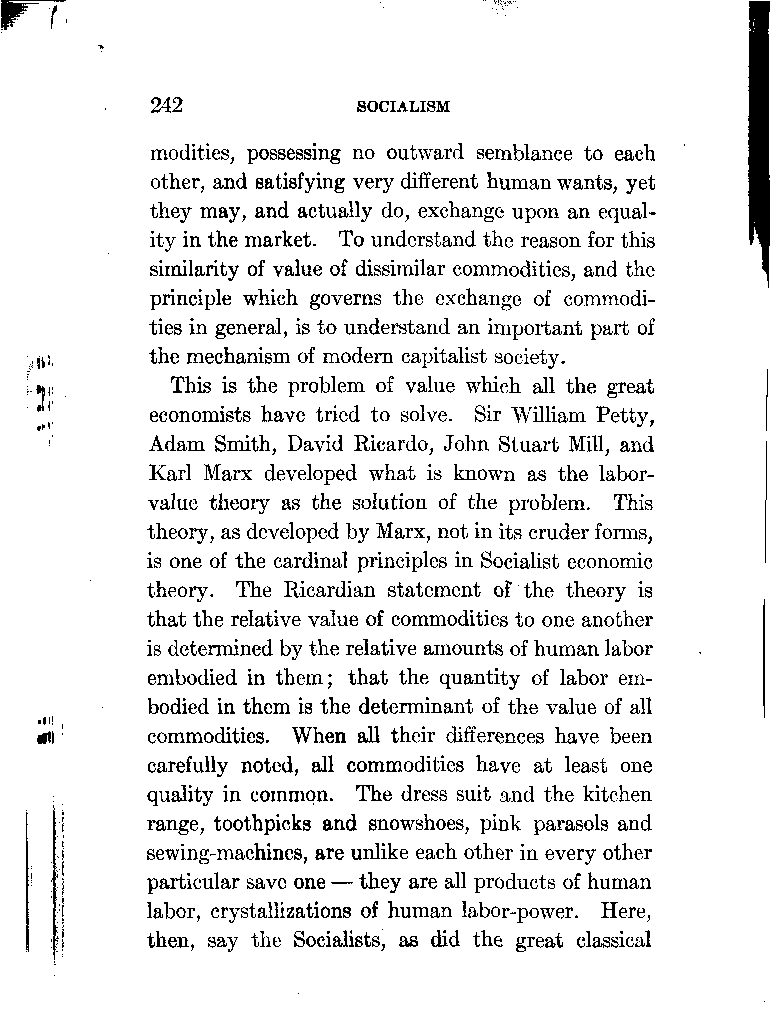 242 SOCIALISM
modities, possessing no outward semblance to each
other, and satisfying very different human wants, yet
they may, and actually do, exchange upon an equal-
ity in the market. To understand the reason for this
similarity of value of dissimilar commodities, and the
principle which governs the exchange of commodi-
ties in general, is to understand an important part of
the mechanism of modern capitalist society.
This is the problem of value which all the great
economists have tried to solve. Sir William Petty,
Adam Smith, David Ricardo, John Stuart Mill, and
Karl Marx developed what is known as the labor-
value theory as the solution of the problem. This
theory, as developed by Marx, not in its cruder forms,
is one of the cardinal principles in Socialist economic
theory. The Ricardian statement of the theory is
that the relative value of commodities to one another
is determined by the relative amounts of human labor
embodied in them; that the quantity of labor em-
bodied in them is the determinant of the value of all
commodities. When all their differences have been
carefully noted, all commodities have at least one
quality in common. The dress suit and the kitchen
range, toothpicks and snowshoes, pink parasols and
sewing-machines, are unlike each other in every other
particular save one — they are all products of human
labor, crystallizations of human labor-power. Here,
then, say the Socialists, as did the great classical